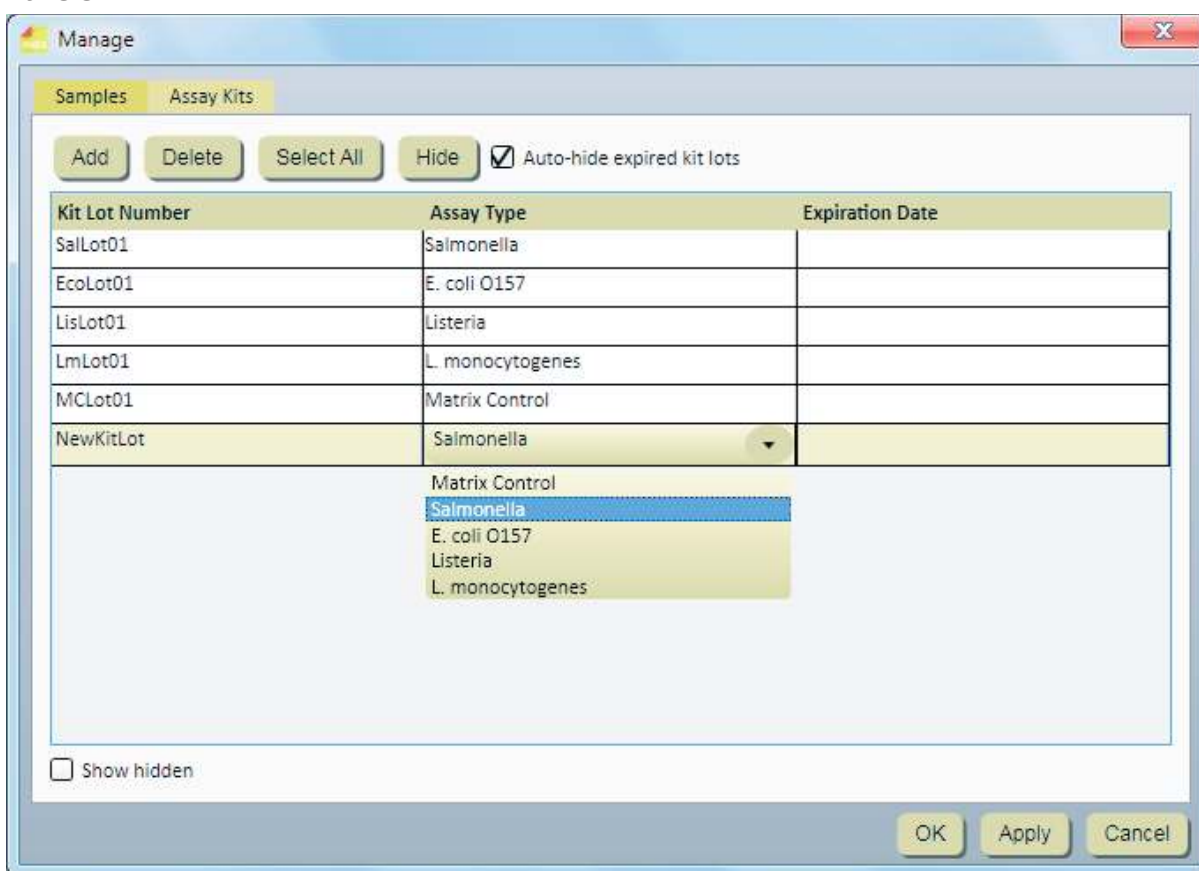 Manage
Samples Assay Kits
Add Delete Select All Hide Auto-hide expired kit lots
Kit Lot Number Assay Type Expiration Date
SalLot01 Salmonella
EcoLot01 E. coli O157
LisLot01 Listeria
LmLot01 L. monocytogenes
MCLot01 Matrix Control
NewKitLot Salmonella
Matrix Control
Salmonella
E. coli O157
Listeria
L. monocytogenes
Show hidden
OK Apply Cancel